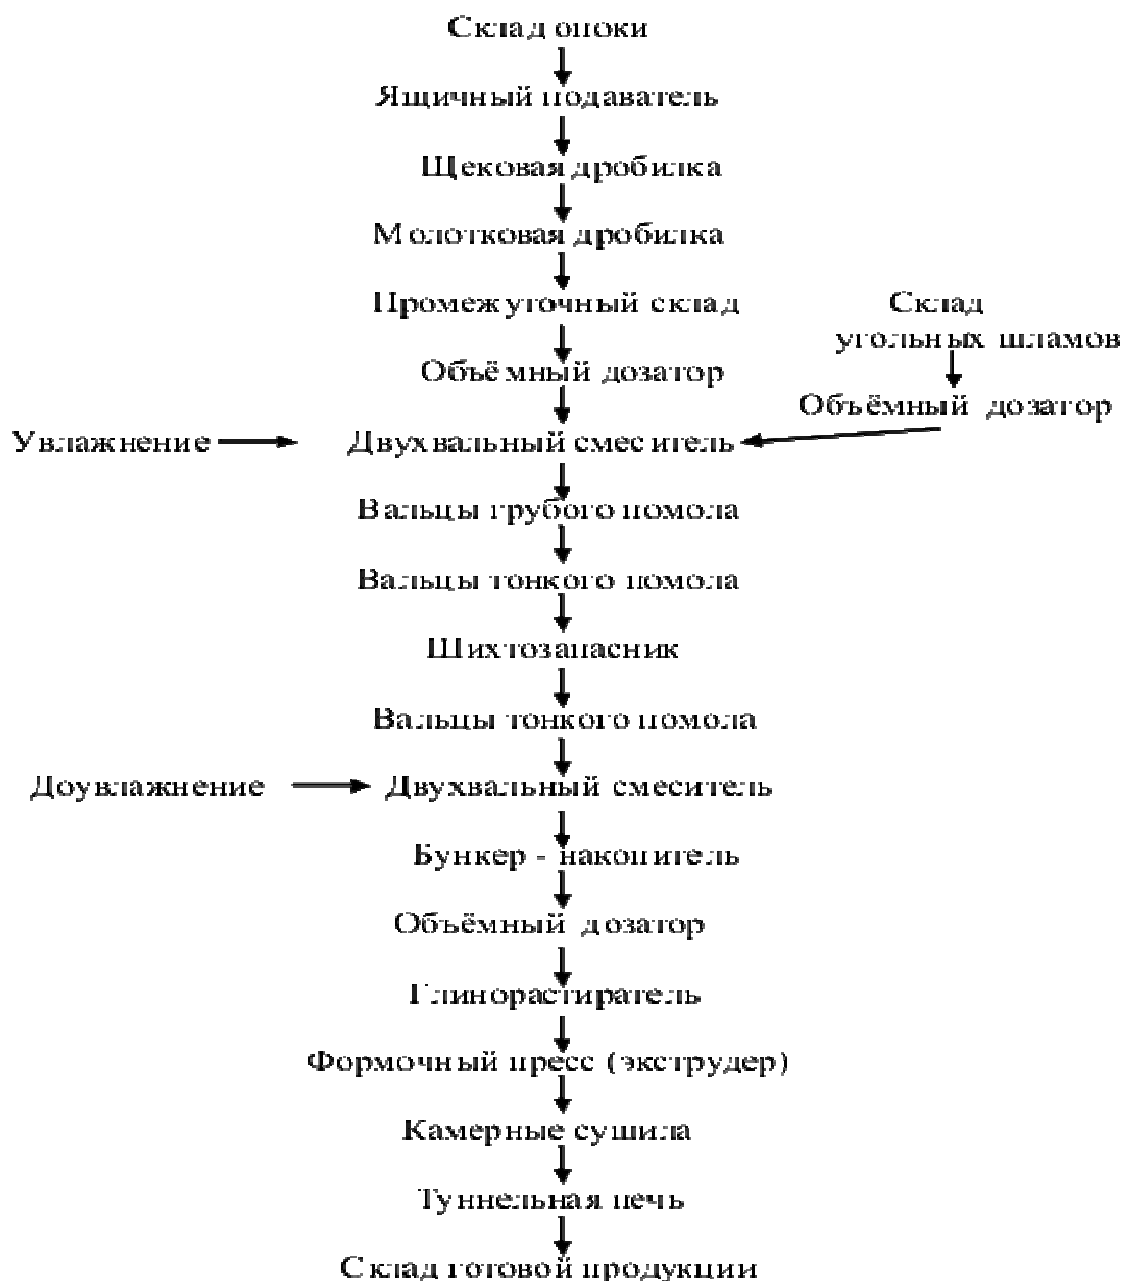 Склад опоки
Ящичный подаватель
Щековая дробилка
Молотковая дробилка
Промежуточный склад
Склад
угольных шламов
Объёмный дозатор
Объёмный дозатор
Увлажнение
Двухвальный смеситель
Вальцы грубого помола
Вальцы тонкого помола
Шихтозапасник
Вальцы тонкого помола
Доувлажнение
Двухвальный смеситель
Бункер - накопитель
Объёмный дозатор
Глинорастиратель
Формочный пресс (экструдер)
Камерные сушила
Туннельная печь
Склад готовой продукции